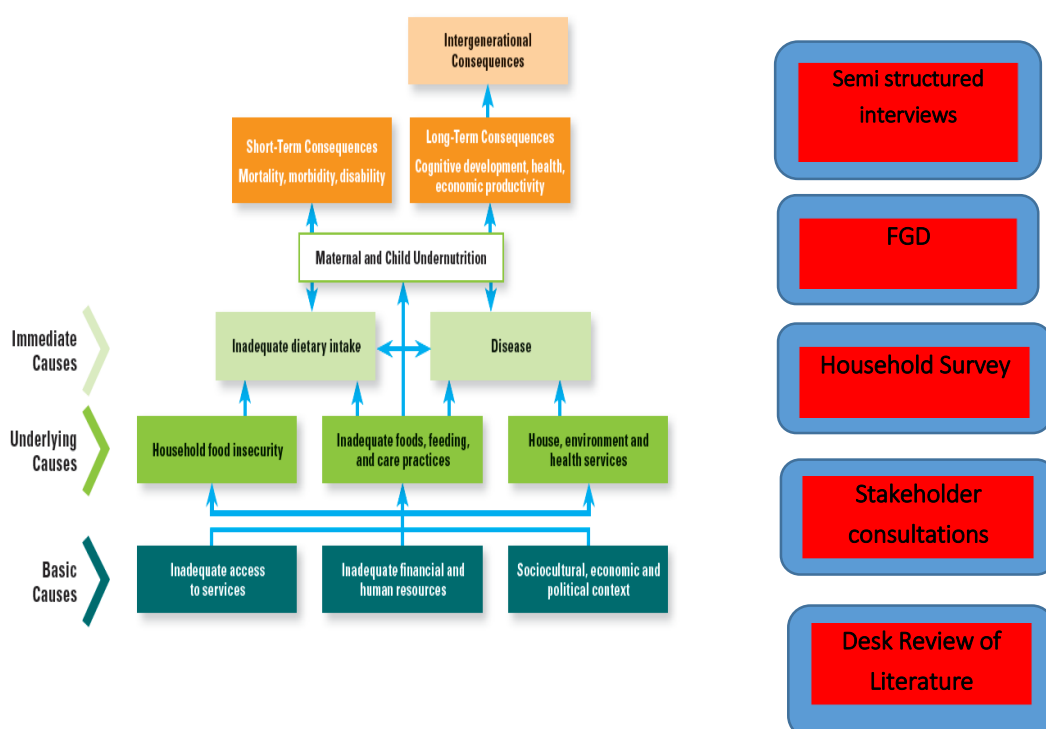 Intergenerational
Consequences
Short-Term Consequences
Mortality, morbidity, disability
Long-Term Consequences
Cognitive development, health,
economic productivity
Maternal and Child Undernutrition
Immediate
Causes
Inadequate dietary intake
Disease
Underlying
Causes
Household food insecurity
Inadequate foods, feeding,
and care practices
House, environment and
health services
Basic
Causes
Inadequate access
to services
Inadequate financial and
human resources
Sociocultural, economic and
political context
Semi structured
interviews
FGD
Household Survey
Stakeholder
consultations
Desk Review of
Literature